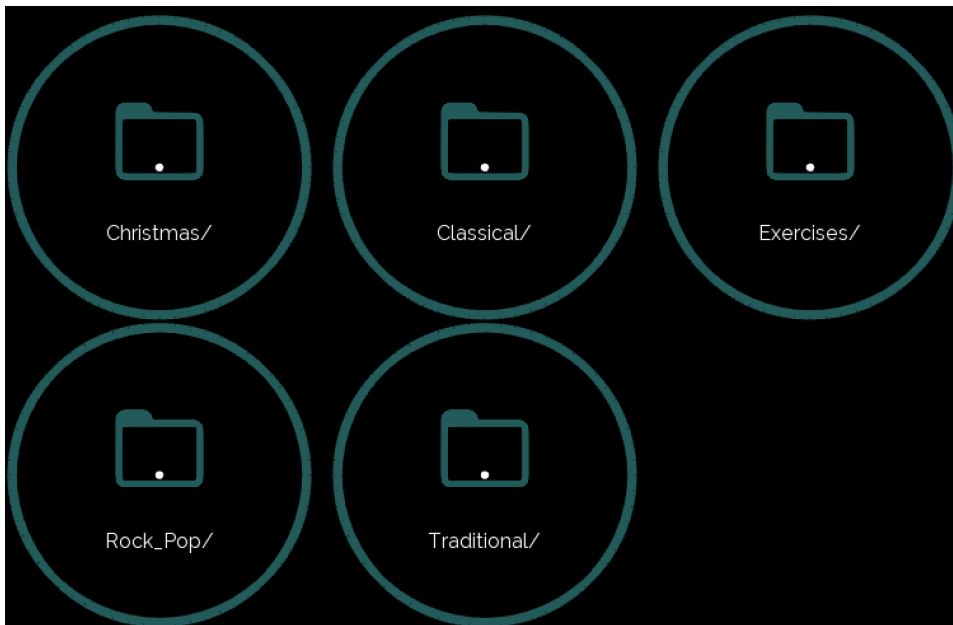 Christmas/
Classical/
Exercises/
Rock_Pop/
Traditional/